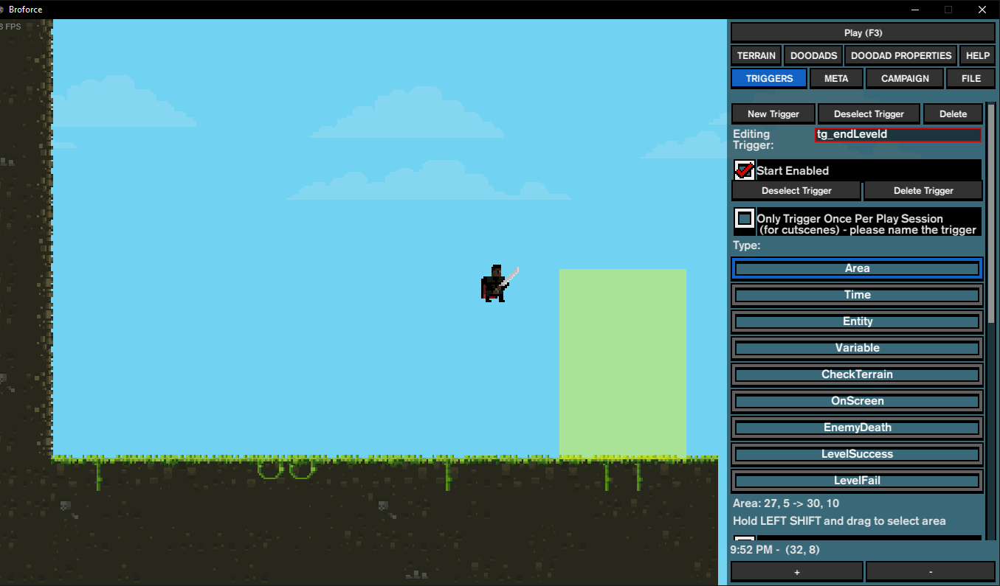 Broforce
FPS
Play (F3)
TERRAIN DOODADS DOODAD PROPERTIES HELP
TRIGGERS META CAMPAIGN FILE
New Trigger Deselect Trigger Delete
Editing Trigger: tg_endLeveld
Start Enabled
Deselect Trigger Delete Trigger
Only Trigger Once Per Play Session
(for cutscenes) - please name the trigger
Type:
Area
Time
Entity
Variable
CheckTerrain
OnScreen
EnemyDeath
LevelSuccess
LevelFail
Area: 27, 5 -> 30, 10
Hold LEFT SHIFT and drag to select area
9:52 PM - (32, 8)
+ -